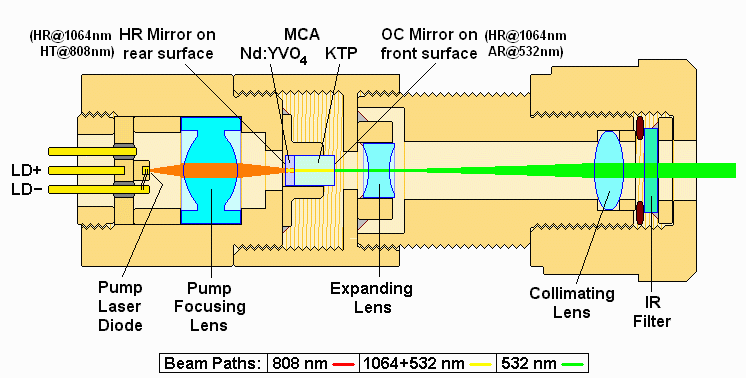 (HR@1064nm
HT@808nm)
HR Mirror on
rear surface
MCA
Nd:YVO4 KTP
OC Mirror on
front surface
(HR@1064nm
AR@532nm)
LD+
LD−
Pump
Laser
Diode
Pump
Focusing
Lens
Expanding
Lens
Collimating
Lens
IR
Filter
Beam Paths: 808 nm 1064+532 nm 532 nm